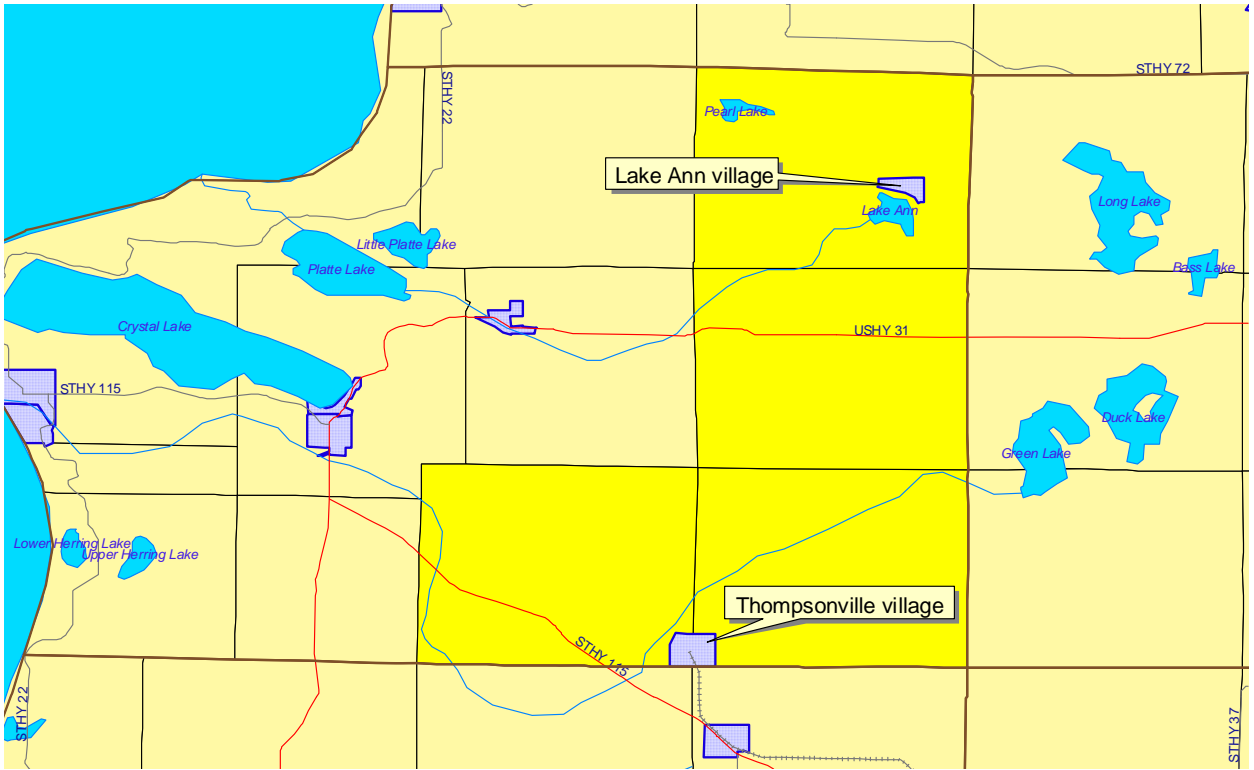 STHY 72
STHY 22
Pearl Lake
Lake Ann village
Long Lake
Lake Ann
Little Platte Lake
Platte Lake
Bass Lake
Crystal Lake
USHY 31
STHY 115
Duck Lake
Green Lake
Lower Herring Lake
Upper Herring Lake
Thompsonville village
STHY 115
STHY 22
STHY 37